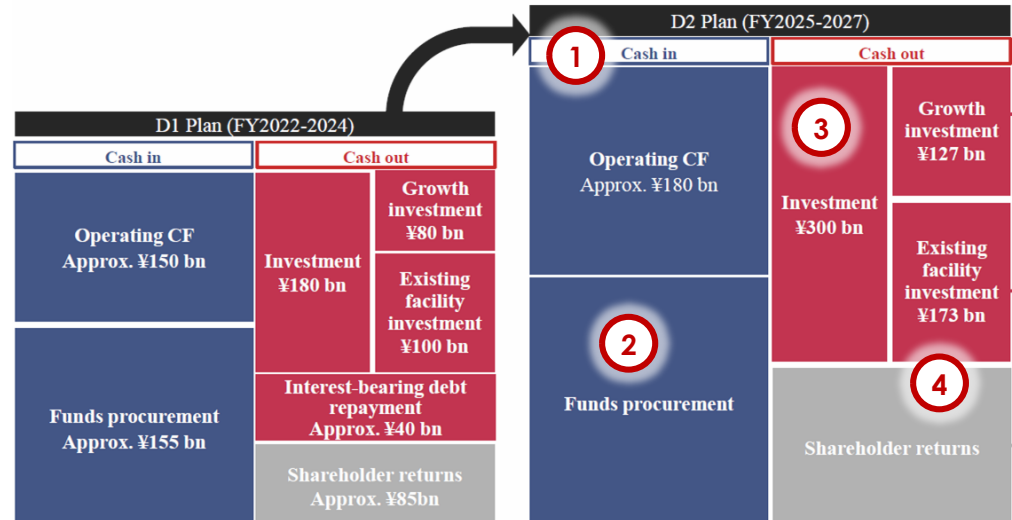 D1 Plan (FY2022-2024)
Cash in
Cash out
Operating CF
Approx. ¥150 bn
Funds procurement
Approx. ¥155 bn
Investment
¥180 bn
Growth
investment
¥80 bn
Existing
facility
investment
¥100 bn
Interest-bearing debt
repayment
Approx. ¥40 bn
Shareholder returns
Approx. ¥85bn
D2 Plan (FY2025-2027)
1
Cash in
Cash out
Operating CF
Approx. ¥180 bn
2
Funds procurement
3
Investment
¥300 bn
Growth
investment
¥127 bn
Existing
facility
investment
¥173 bn
4
Shareholder returns